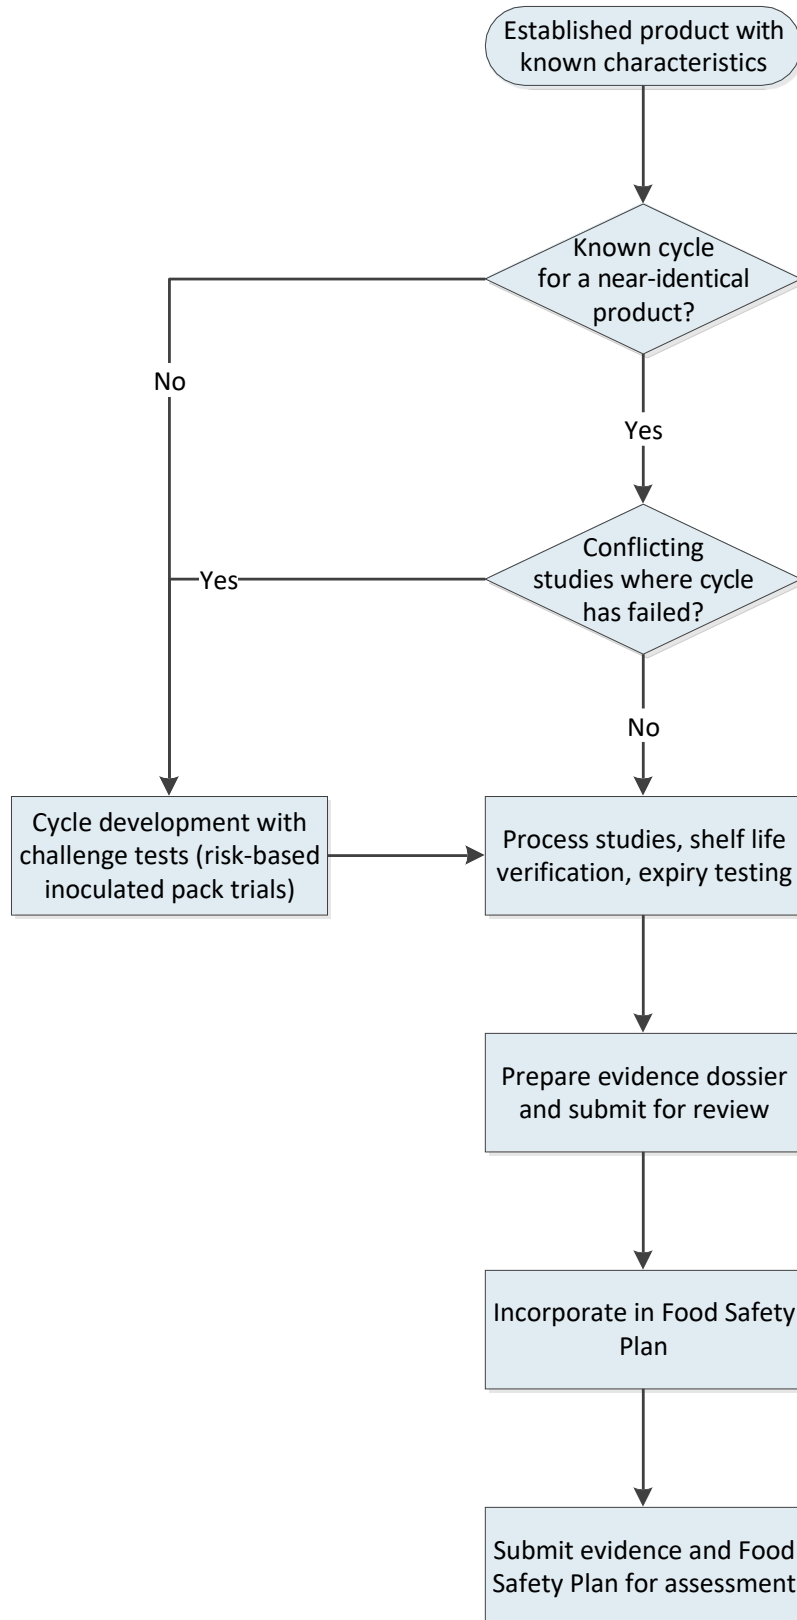 Established product with
known characteristics
Known cycle
for a near-identical
product?
No
Yes
Conflicting
studies where cycle
has failed?
Yes
No
Cycle development with
challenge tests (risk-based
inoculated pack trials)
Process studies, shelf life
verification, expiry testing
Prepare evidence dossier
and submit for review
Incorporate in Food Safety
Plan
Submit evidence and Food
Safety Plan for assessment